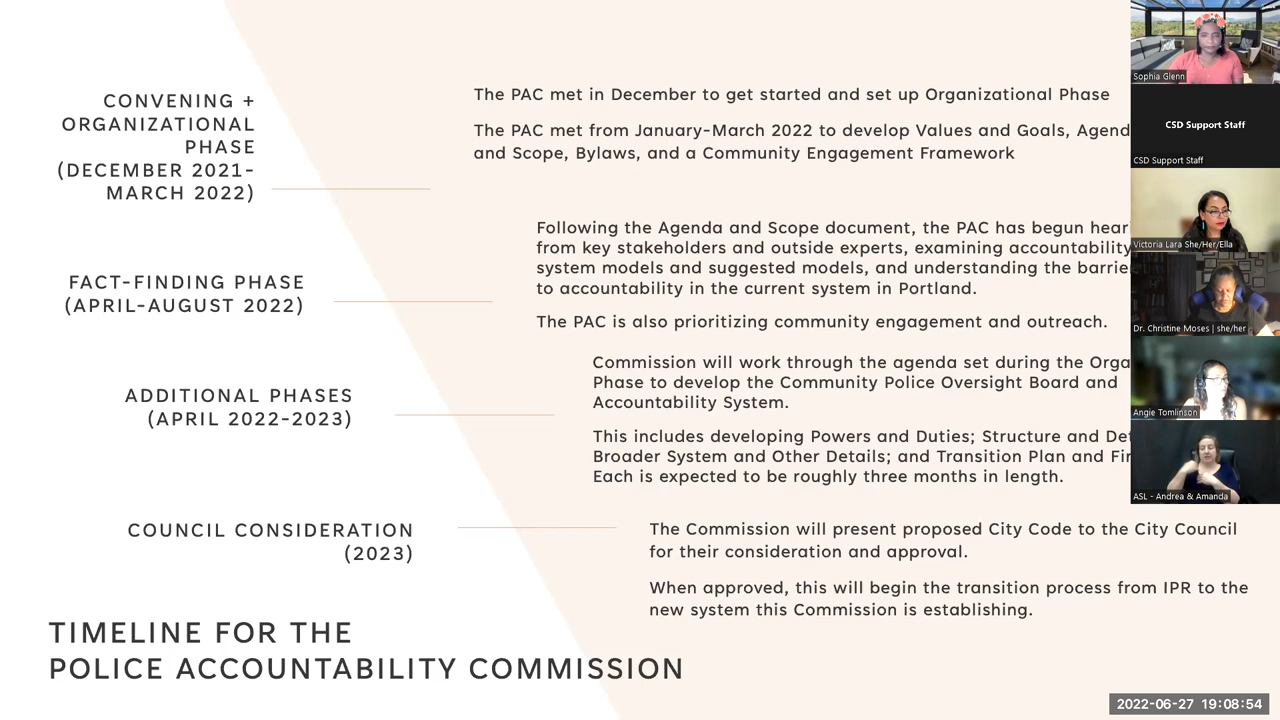 CONVENING +
ORGANIZATIONAL
PHASE
(DECEMBER 2021-
MARCH 2022)
The PAC met in December to get started and set up Organizational Phase
The PAC met from January-March 2022 to develop Values and Goals, Agend
and Scope, Bylaws, and a Community Engagement Framework
FACT-FINDING PHASE
(APRIL-AUGUST 2022)
Following the Agenda and Scope document, the PAC has begun heari
from key stakeholders and outside experts, examining accountability
system models and suggested models, and understanding the barrie
to accountability in the current system in Portland.
The PAC is also prioritizing community engagement and outreach.
ADDITIONAL PHASES
(APRIL 2022-2023)
Commission will work through the agenda set during the Orga
Phase to develop the Community Police Oversight Board and
Accountability System.
This includes developing Powers and Duties; Structure and Det
Broader System and Other Details; and Transition Plan and Fin
Each is expected to be roughly three months in length.
COUNCIL CONSIDERATION
(2023)
The Commission will present proposed City Code to the City Council
for their consideration and approval.
When approved, this will begin the transition process from IPR to the
new system this Commission is establishing.
TIMELINE FOR THE
POLICE ACCOUNTABILITY COMMISSION
Sophia Glenn
CSD Support Staff
CSD Support Staff
Victoria Lara She/Her/Ella
Dr. Christine Moses | she/her
Angie Tomlinson
ASL - Andrea & Amanda
2022-06-27 19:08:54